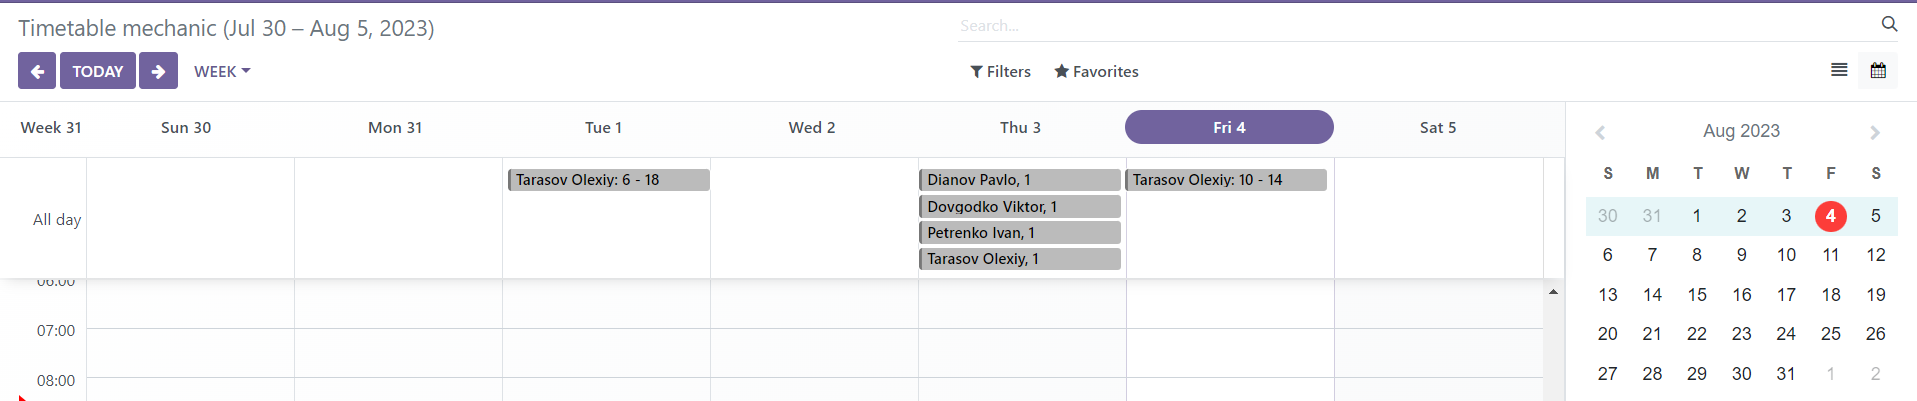 Timetable mechanic (Jul 30 – Aug 5, 2023)
Search...
TODAY
WEEK
Filters
Favorites
Week 31
Sun 30
Mon 31
Tue 1
Wed 2
Thu 3
Fri 4
Sat 5
All day
Tarasov Olexiy: 6 - 18
Dianov Pavlo, 1
Dovgodko Viktor, 1
Petrenko Ivan, 1
Tarasov Olexiy, 1
Tarasov Olexiy: 10 - 14
06:00
07:00
08:00
Aug 2023
S M T W T F S
30 31 1 2 3 4 5
6 7 8 9 10 11 12
13 14 15 16 17 18 19
20 21 22 23 24 25 26
27 28 29 30 31 1 2